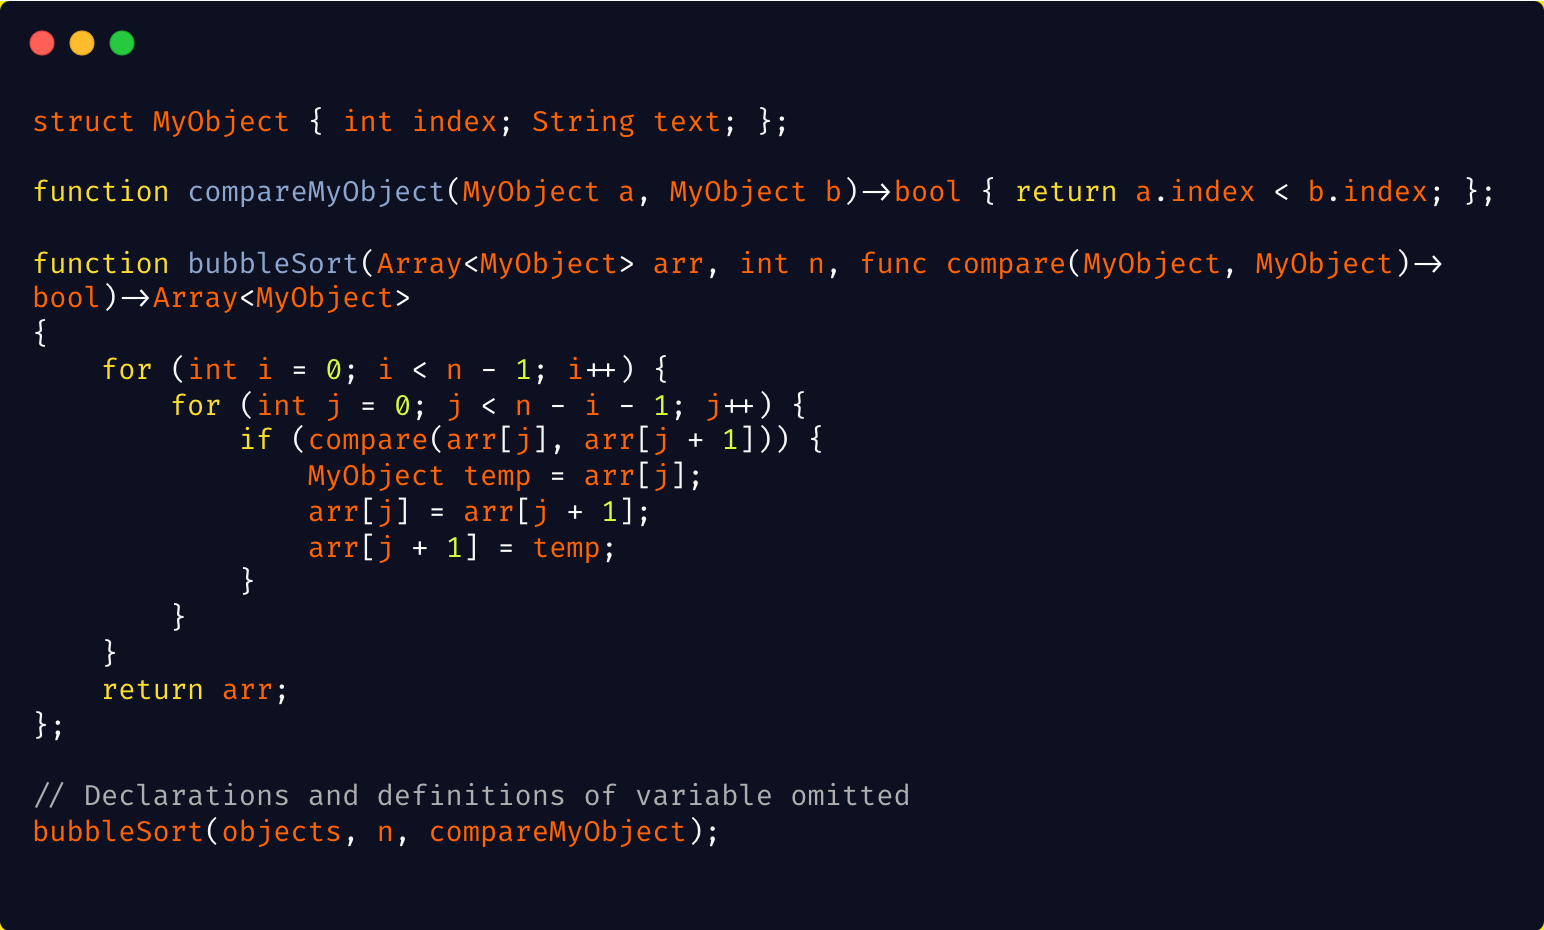 struct MyObject { int index; String text; };
function compareMyObject(MyObject a, MyObject b)->bool { return a.index < b.index; };
function bubbleSort(Array<MyObject> arr, int n, func compare(MyObject, MyObject)->
bool)->Array<MyObject>
{
    for (int i = 0; i < n - 1; i++) {
        for (int j = 0; j < n - i - 1; j++) {
            if (compare(arr[j], arr[j + 1])) {
                MyObject temp = arr[j];
                arr[j] = arr[j + 1];
                arr[j + 1] = temp;
            }
        }
    }
    return arr;
};
// Declarations and definitions of variable omitted
bubbleSort(objects, n, compareMyObject);